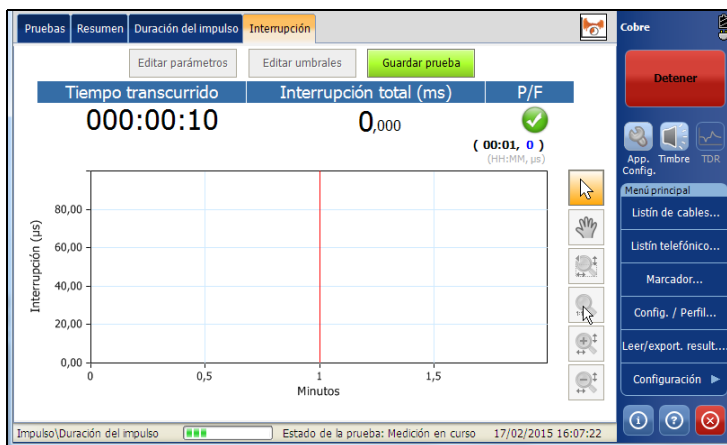 Pruebas Resumen Duración del impulso Interrupción
Cobre
Editar parámetros Editar umbrales Guardar prueba
Detener
Tiempo transcurrido Interrupción total (ms) P/F
000:00:10 0,000
( 00:01, 0 )
(HH:MM, µs)
App. Config. Timbre TDR
Menú principal
Listín de cables...
Listín telefónico...
Marcador...
Config. / Perfil...
Leer/export. result....
Configuración
Interrupción (µs)
80,00
60,00
40,00
20,00
0,00
0 0,5 1 1,5
Minutos
Impulso\Duración del impulso Estado de la prueba: Medición en curso 17/02/2015 16:07:22